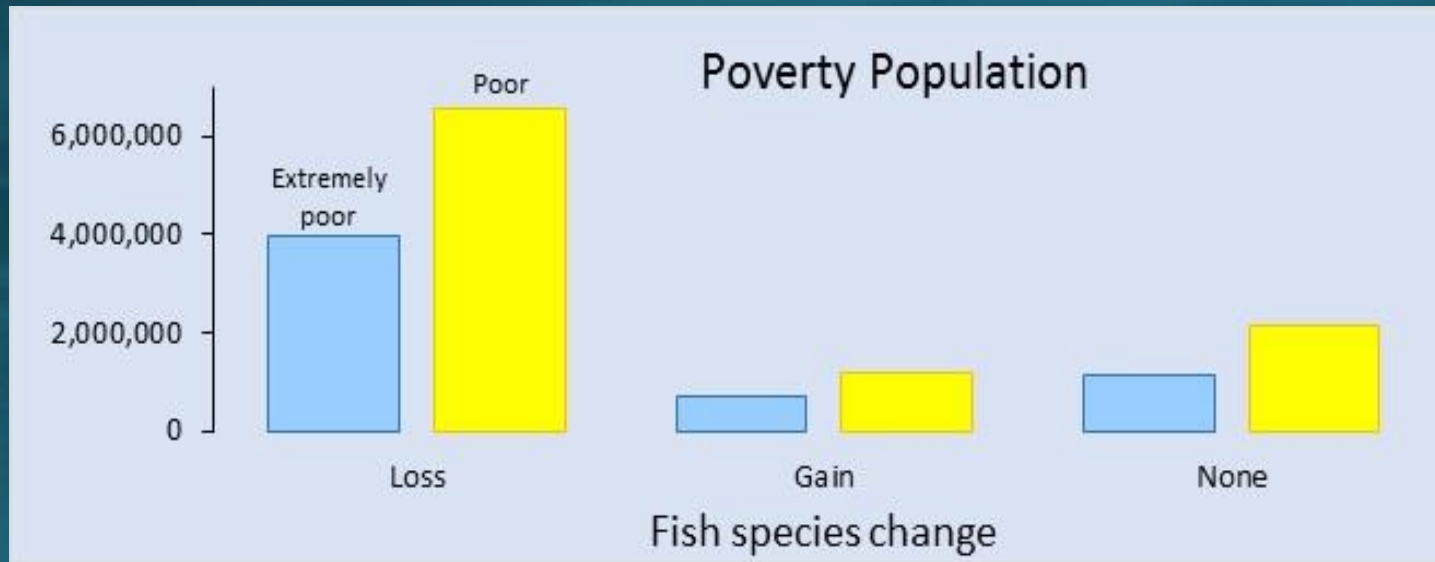 Poverty Population
Poor
6,000,000
Extremely
poor
4,000,000
2,000,000
0
Loss
Gain
None
Fish species change